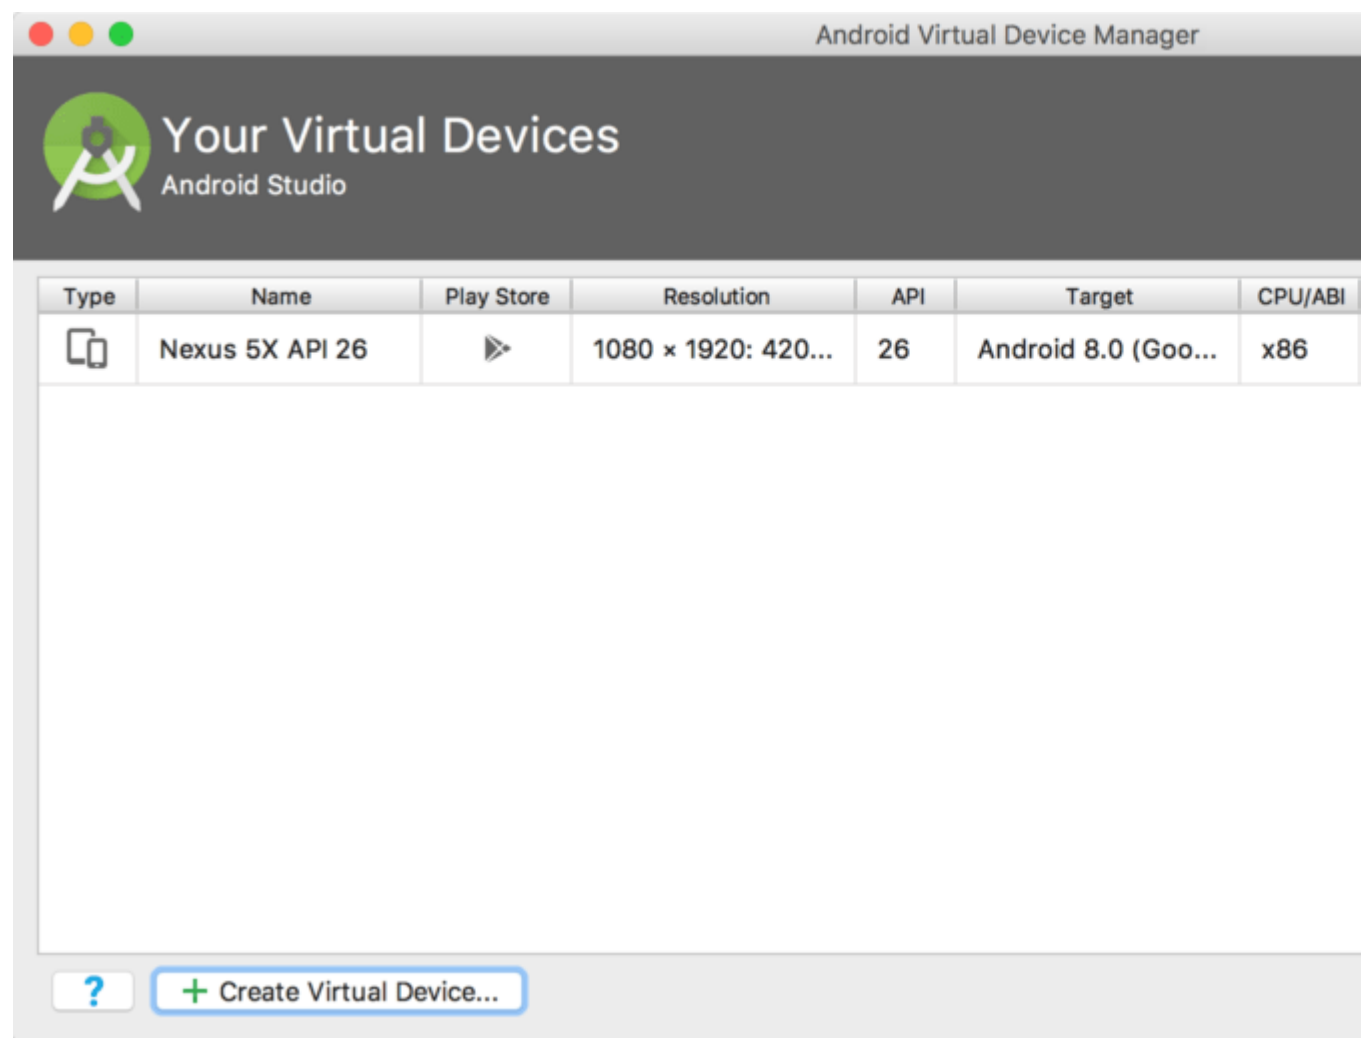 Android Virtual Device Manager
Your Virtual Devices
Android Studio
Type Name Play Store Resolution API Target CPU/ABI
Nexus 5X API 26 1080 × 1920: 420... 26 Android 8.0 (Goo... x86
? + Create Virtual Device...